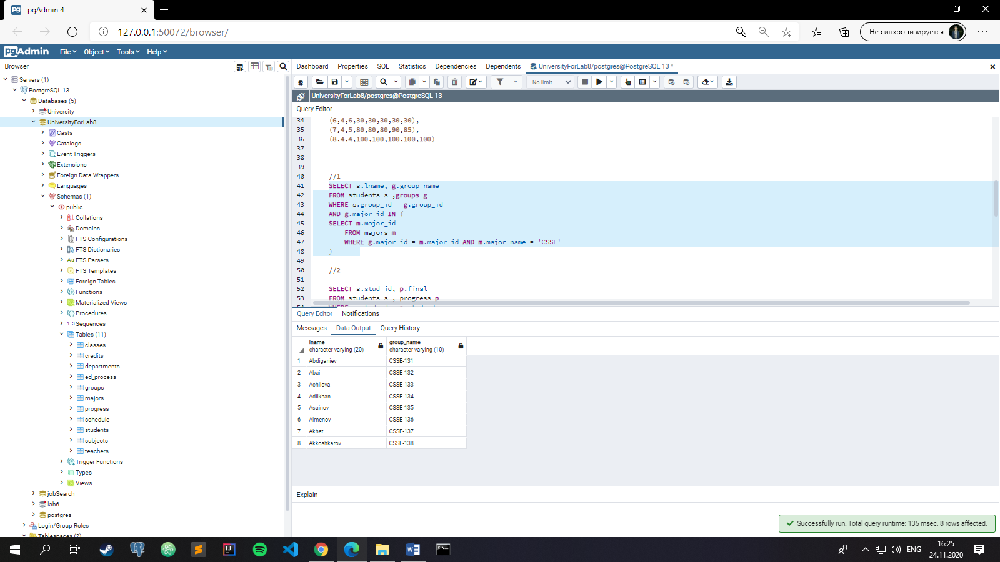 pgAdmin 4
127.0.0.1:50072/browser/
Не синхронизируется
pgAdmin File Object Tools Help
Browser
Dashboard Properties SQL Statistics Dependencies Dependents UniversityForLab8/postgres@PostgreSQL 13 *
No limit
UniversityForLab8/postgres@PostgreSQL 13
Query Editor
Servers (1)
PostgreSQL 13
Databases (5)
University
UniversityForLab8
Casts
Catalogs
Event Triggers
Extensions
Foreign Data Wrappers
Languages
Schemas (1)
public
Collations
Domains
FTS Configurations
FTS Dictionaries
FTS Parsers
FTS Templates
Foreign Tables
Functions
Materialized Views
Procedures
1..3 Sequences
Tables (11)
classes
credits
departments
ed_process
groups
majors
progress
schedule
students
subjects
teachers
Trigger Functions
Types
Views
jobSearch
lab6
postgres
Login/Group Roles
Tablespaces (2)
34 (6,4,6,30,30,30,30,30),
35 (7,4,5,80,80,80,90,85),
36 (8,4,4,100,100,100,100,100)
37
38
39
40 //1
41 SELECT s.lname, g.group_name
42 FROM students s ,groups g
43 WHERE s.group_id = g.group_id
44 AND g.major_id IN (
45 SELECT m.major_id
46 FROM majors m
47 WHERE g.major_id = m.major_id AND m.major_name = 'CSSE'
48 )
49
50 //2
51
52 SELECT s.stud_id, p.final
53 FROM students s , progress p
Query Editor Notifications
Messages Data Output Query History
lname group_name
character varying (20) character varying (10)
1 Abdiganiev CSSE-131
2 Abai CSSE-132
3 Achilova CSSE-133
4 Adilkhan CSSE-134
5 Asainov CSSE-135
6 Aimenov CSSE-136
7 Akhat CSSE-137
8 Akkoshkarov CSSE-138
Explain
Successfully run. Total query runtime: 135 msec. 8 rows affected.
ENG
16:25
24.11.2020